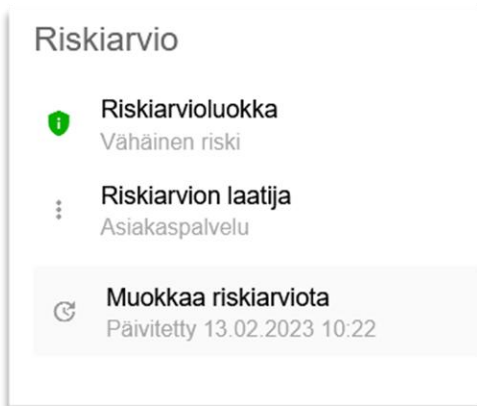 Riskiarvio
Riskiarvioluokka
Vähäinen riski
Riskiarvion laatija
Asiakaspalvelu
Muokkaa riskiarviota
Päivitetty 13.02.2023 10:22